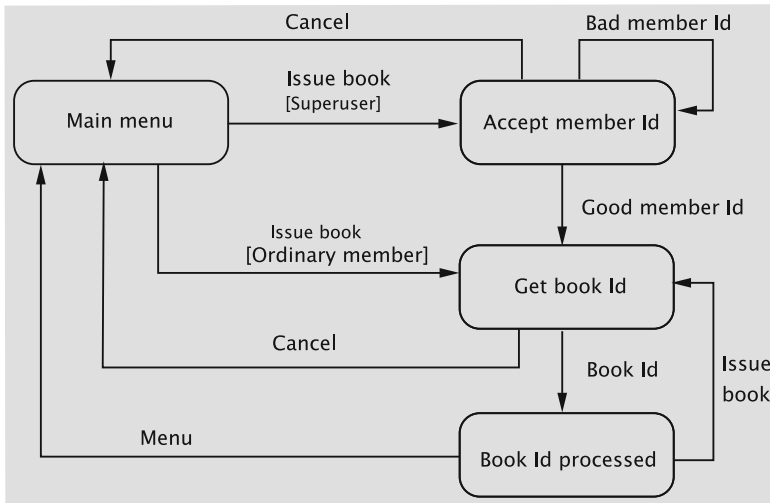 Cancel
Bad member Id
Issue book
[Superuser]
Main menu
Accept member Id
Good member Id
Issue book
[Ordinary member]
Get book Id
Cancel
Book Id
Issue
book
Menu
Book Id processed